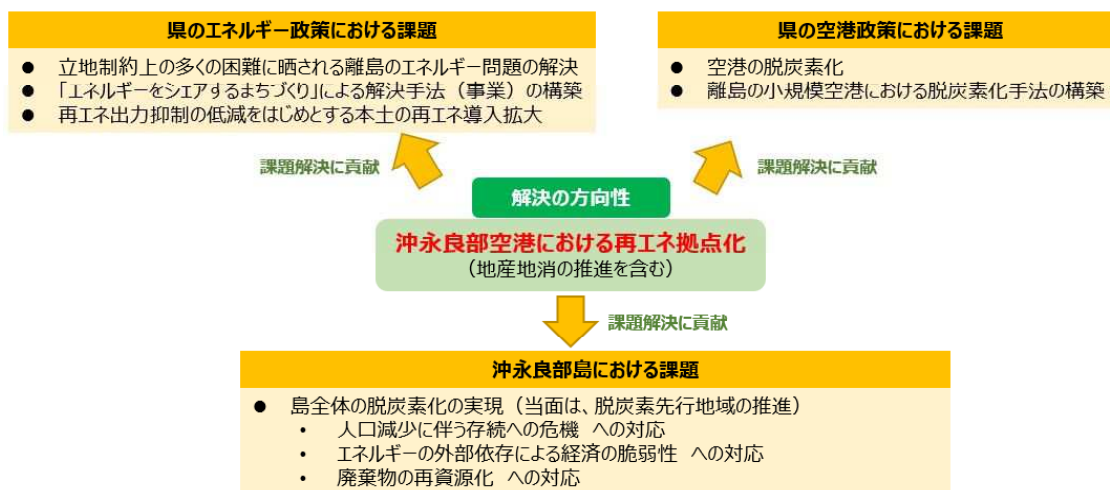 県のエネルギー政策における課題
● 立地制約上の多くの困難に晒される離島のエネルギー問題の解決
● 「エネルギーをシェアするまちづくり」による解決手法（事業）の構築
● 再エネ出力抑制の低減をはじめとする本土の再エネ導入拡大
県の空港政策における課題
● 空港の脱炭素化
● 離島の小規模空港における脱炭素化手法の構築
課題解決に貢献
課題解決に貢献
解決の方向性
沖永良部空港における再エネ拠点化
（地産地消の推進を含む）
課題解決に貢献
沖永良部島における課題
● 島全体の脱炭素化の実現（当面は、脱炭素先行地域の推進）
・ 人口減少に伴う存続への危機 への対応
・ エネルギーの外部依存による経済の脆弱性 への対応
・ 廃棄物の再資源化 への対応